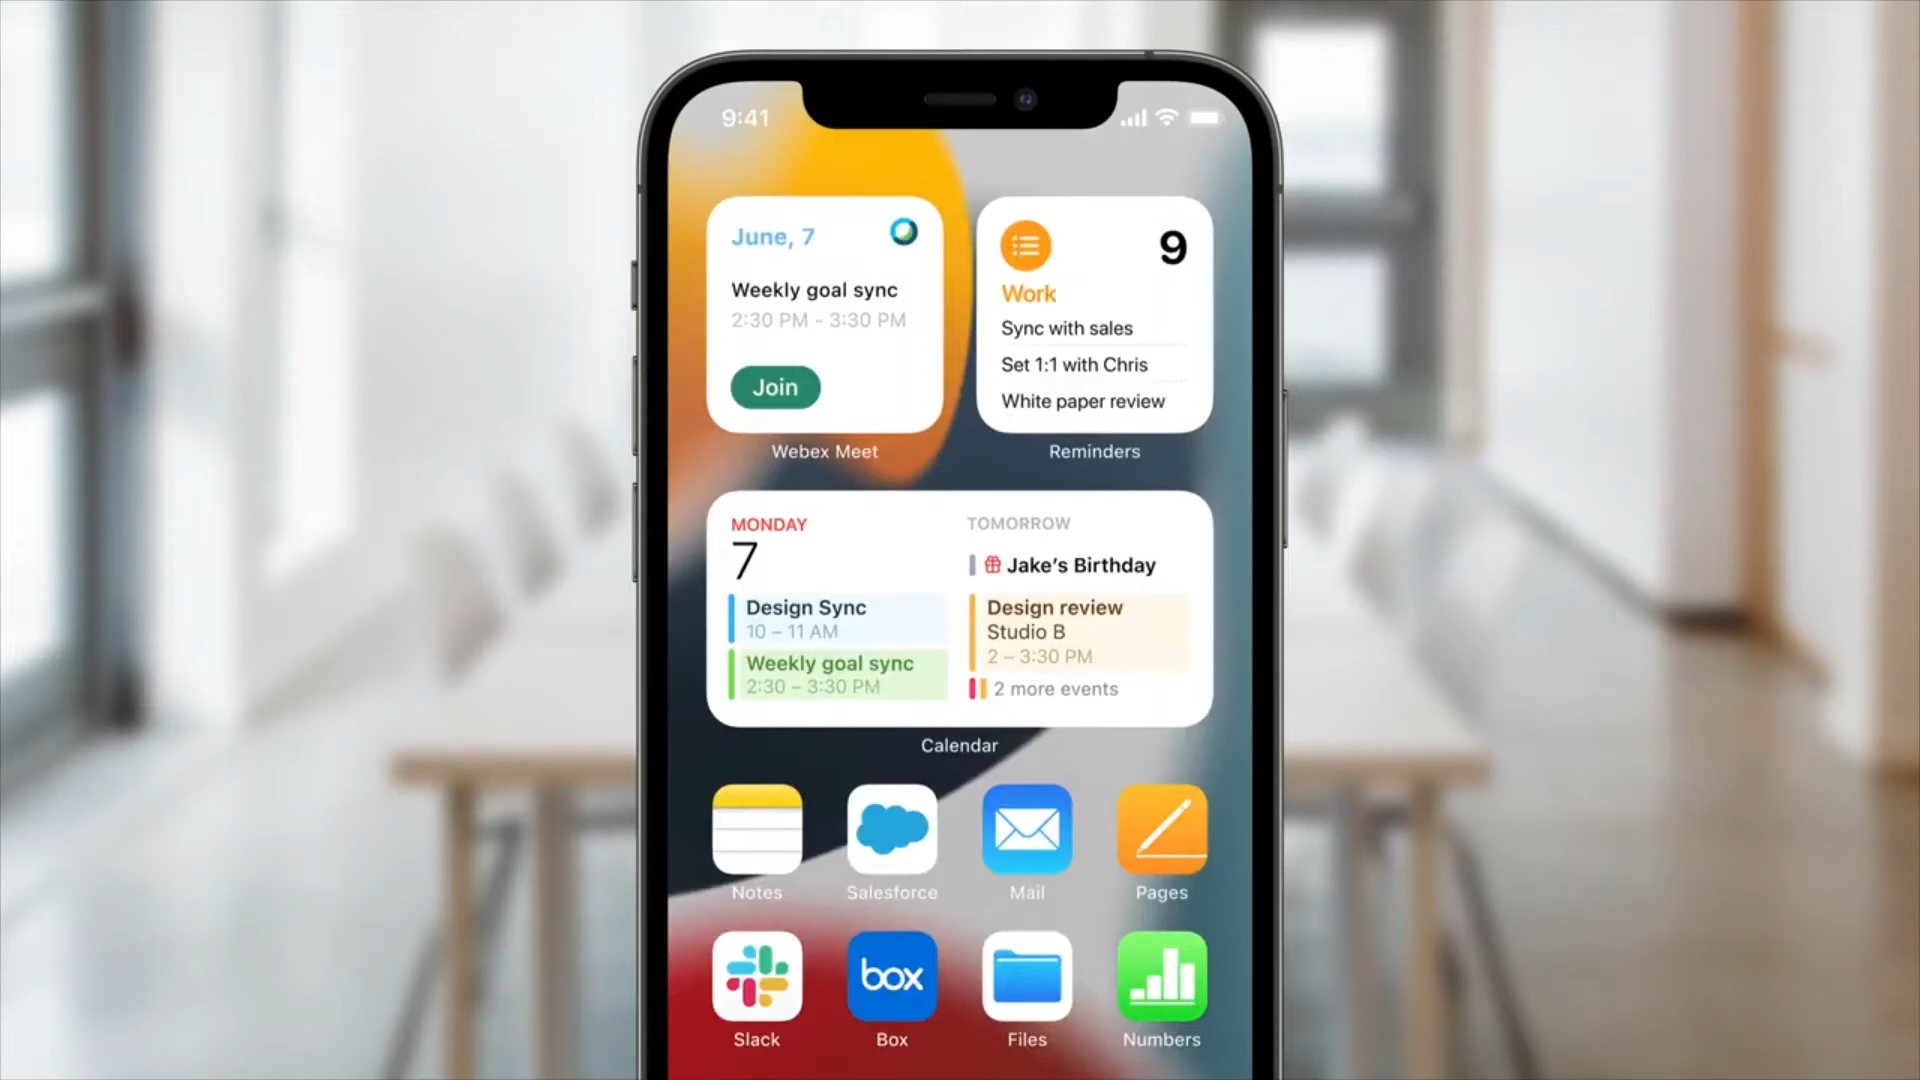 9:41
June, 7
Weekly goal sync
2:30 PM - 3:30 PM
Join
Webex Meet
9
Work
Sync with sales
Set 1:1 with Chris
White paper review
Reminders
MONDAY
7
Design Sync
10 – 11 AM
Weekly goal sync
2:30 – 3:30 PM
TOMORROW
Jake’s Birthday
Design review
Studio B
2 – 3:30 PM
2 more events
Calendar
Notes
Salesforce
Mail
Pages
box
Slack
Box
Files
Numbers